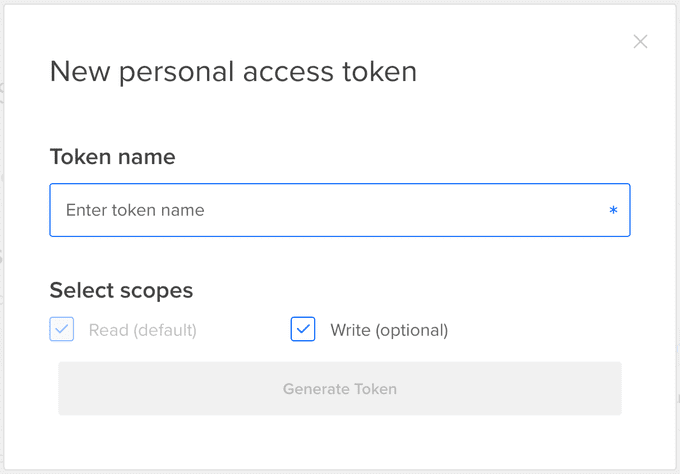 New personal access token
Token name
Enter token name *
Select scopes
Read (default) Write (optional)
Generate Token